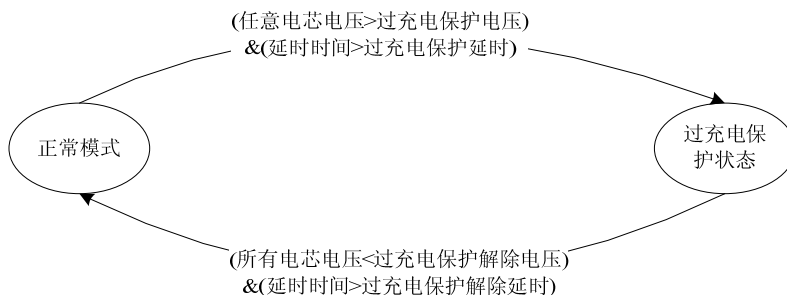 (任意电芯电压>过充电保护电压)
&(延时时间>过充电保护延时)
正常模式
过充电保
护状态
(所有电芯电压<过充电保护解除电压)
&(延时时间>过充电保护解除延时)